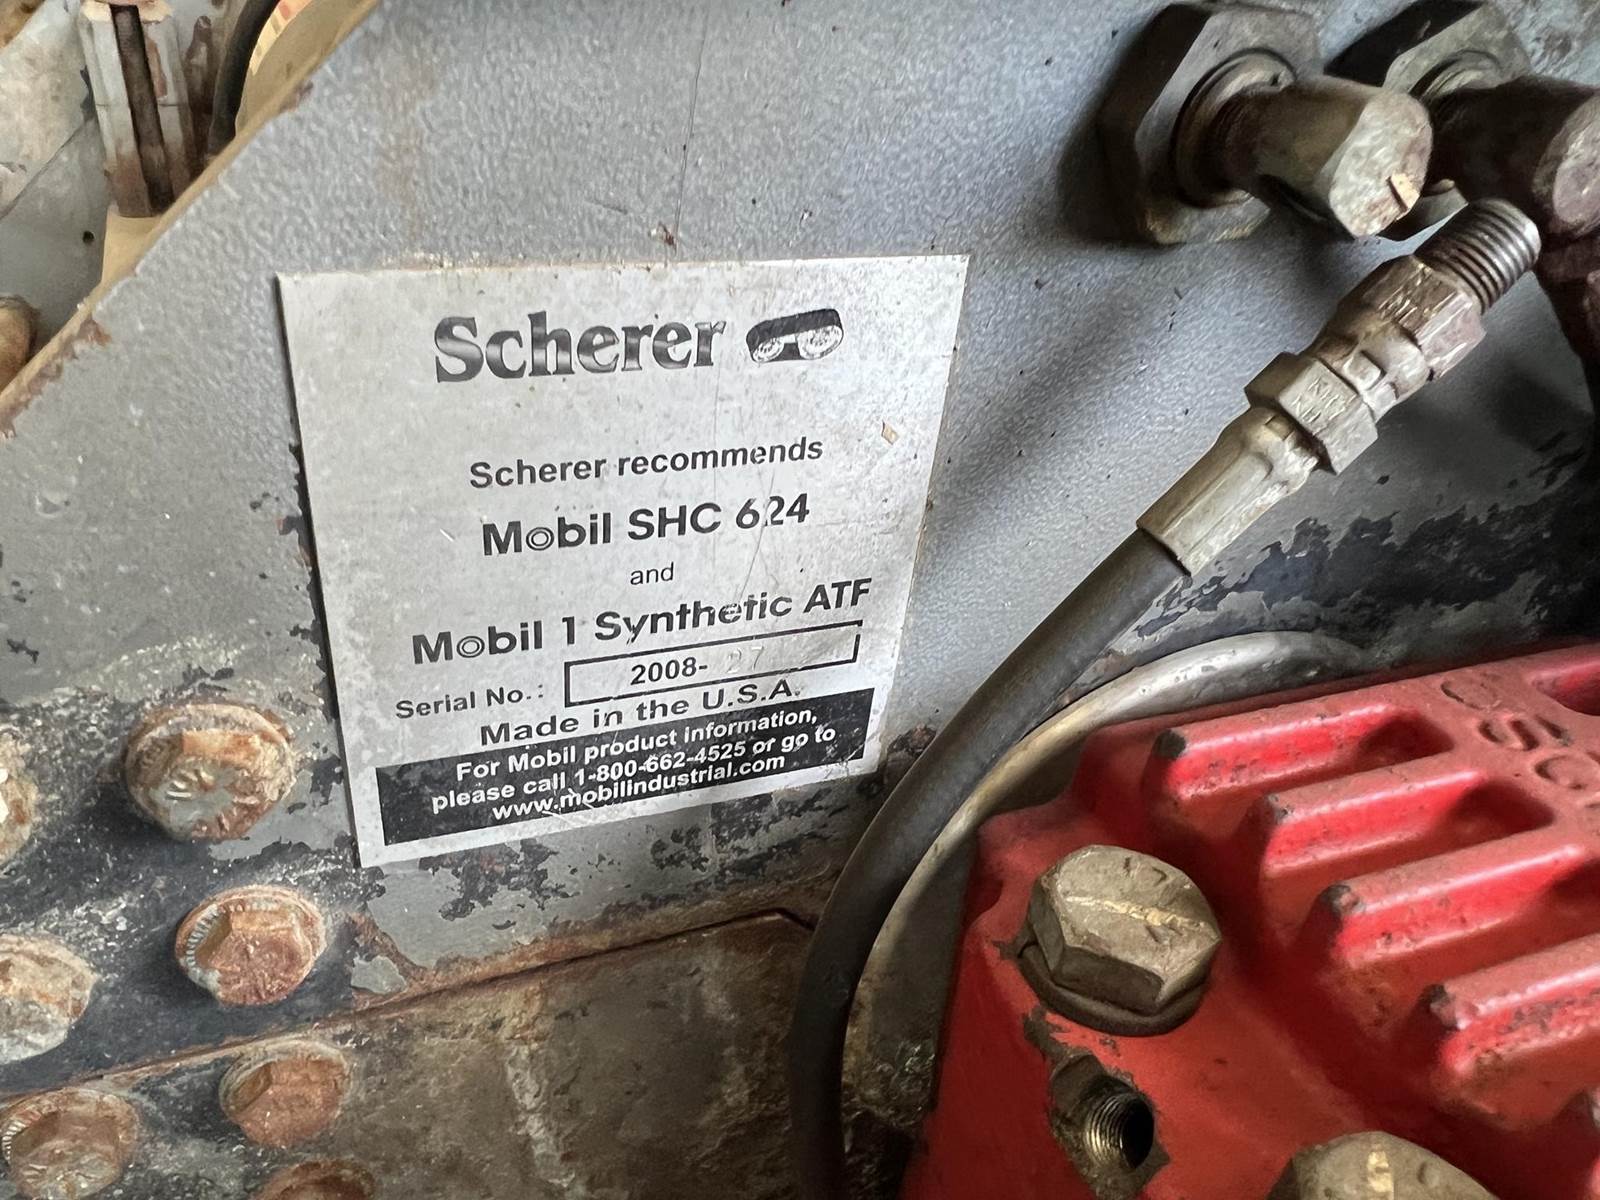 Scherer
Scherer recommends
Mobil SHC 624
and
Mobil 1 Synthetic ATF
Serial No.: 2008- 27
Made in the U.S.A.
For Mobil product information,
please call 1-800-662-4525 or go to
www.mobilindustrial.com